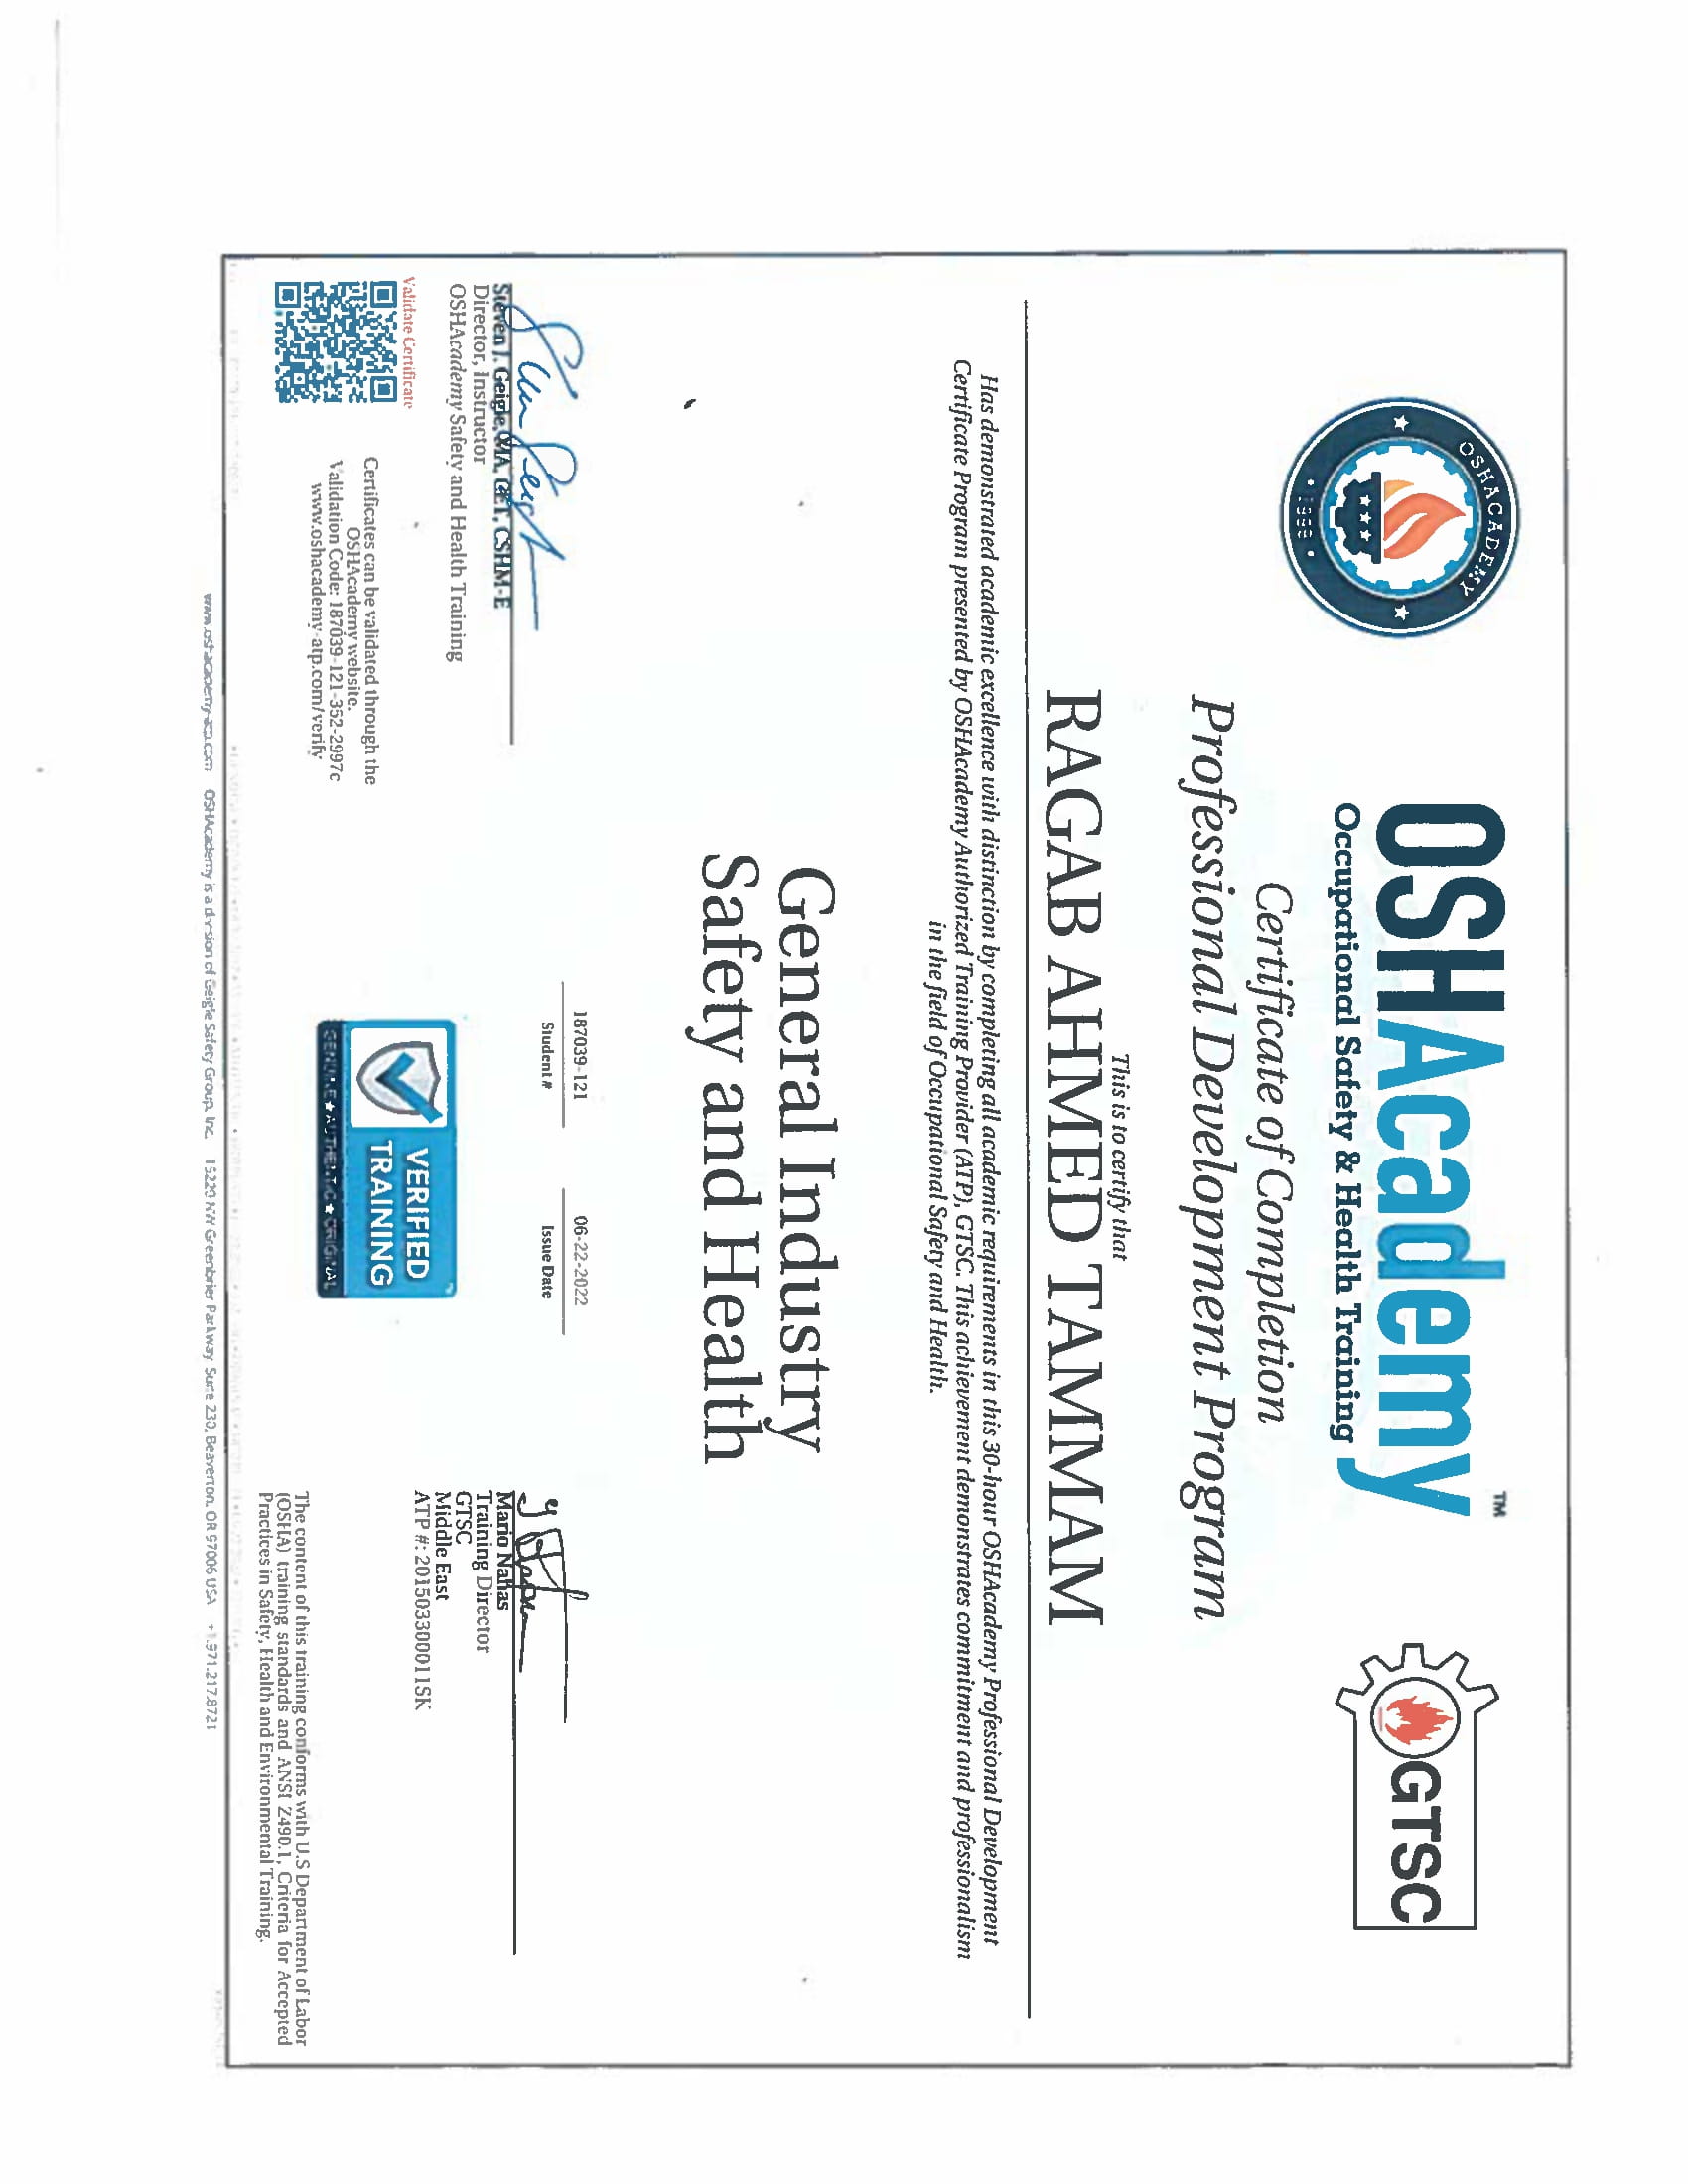 OSHACADEMY
OSHAcademy™
Occupational Safety & Health Training
GTSC
Certificate of Completion
Professional Development Program
This is to certify that
RAGAB AHMED TAMMAM
Has demonstrated academic excellence with distinction by completing all academic requirements in this 30-hour OSHAcademy Professional Development
Certificate Program presented by OSHAcademy Authorized Training Provider (ATP), GTSC. This achievement demonstrates commitment and professionalism
in the field of Occupational Safety and Health.
General Industry
Safety and Health
187039-121
Student #
06-22-2022
Issue Date
Steven J. Geigle, MA, CET, CSHM-E
Director, Instructor
OSHAcademy Safety and Health Training
Mario Nahas
Training Director
GTSC
Middle East
ATP #: 20150330001 1SK
Validate Certificate
Certificates can be validated through the
OSHAcademy website.
Validation Code: 187039-121-352-2997c
www.oshacademy-atp.com/verify
VERIFIED
TRAINING
GENUINE★AUTHENTIC★ORIGINAL
The content of this training conforms with U.S Department of Labor
(OSHA) training standards and ANSI Z490.1, Criteria for Accepted
Practices in Safety, Health and Environmental Training.
www.oshacademy-atp.com OSHAcademy is a division of Geigle Safety Group, Inc. 15220 NW Greenbrier Parkway Suite 230, Beaverton, OR 97006 USA +1.971.217.8721